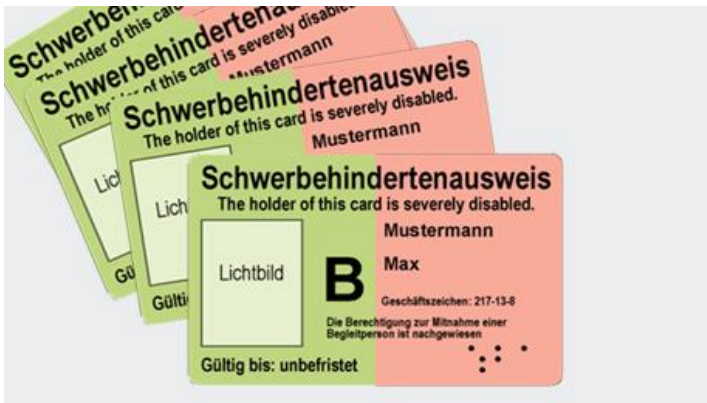 The holder of this
of this card is severely
Mustermann
Schwerbehindertenausweis
The holder of this card is severely disabled.
Mustermann
Schwerbehindertenausweis
The holder of this card is severely disabled.
Mustermann
Max
Lichtbild
B
Geschäftszeichen: 217-13-8
Die Berechtigung zur Mitnahme einer
Begleitperson ist nachgewiesen
Gültig bis: unbefristet